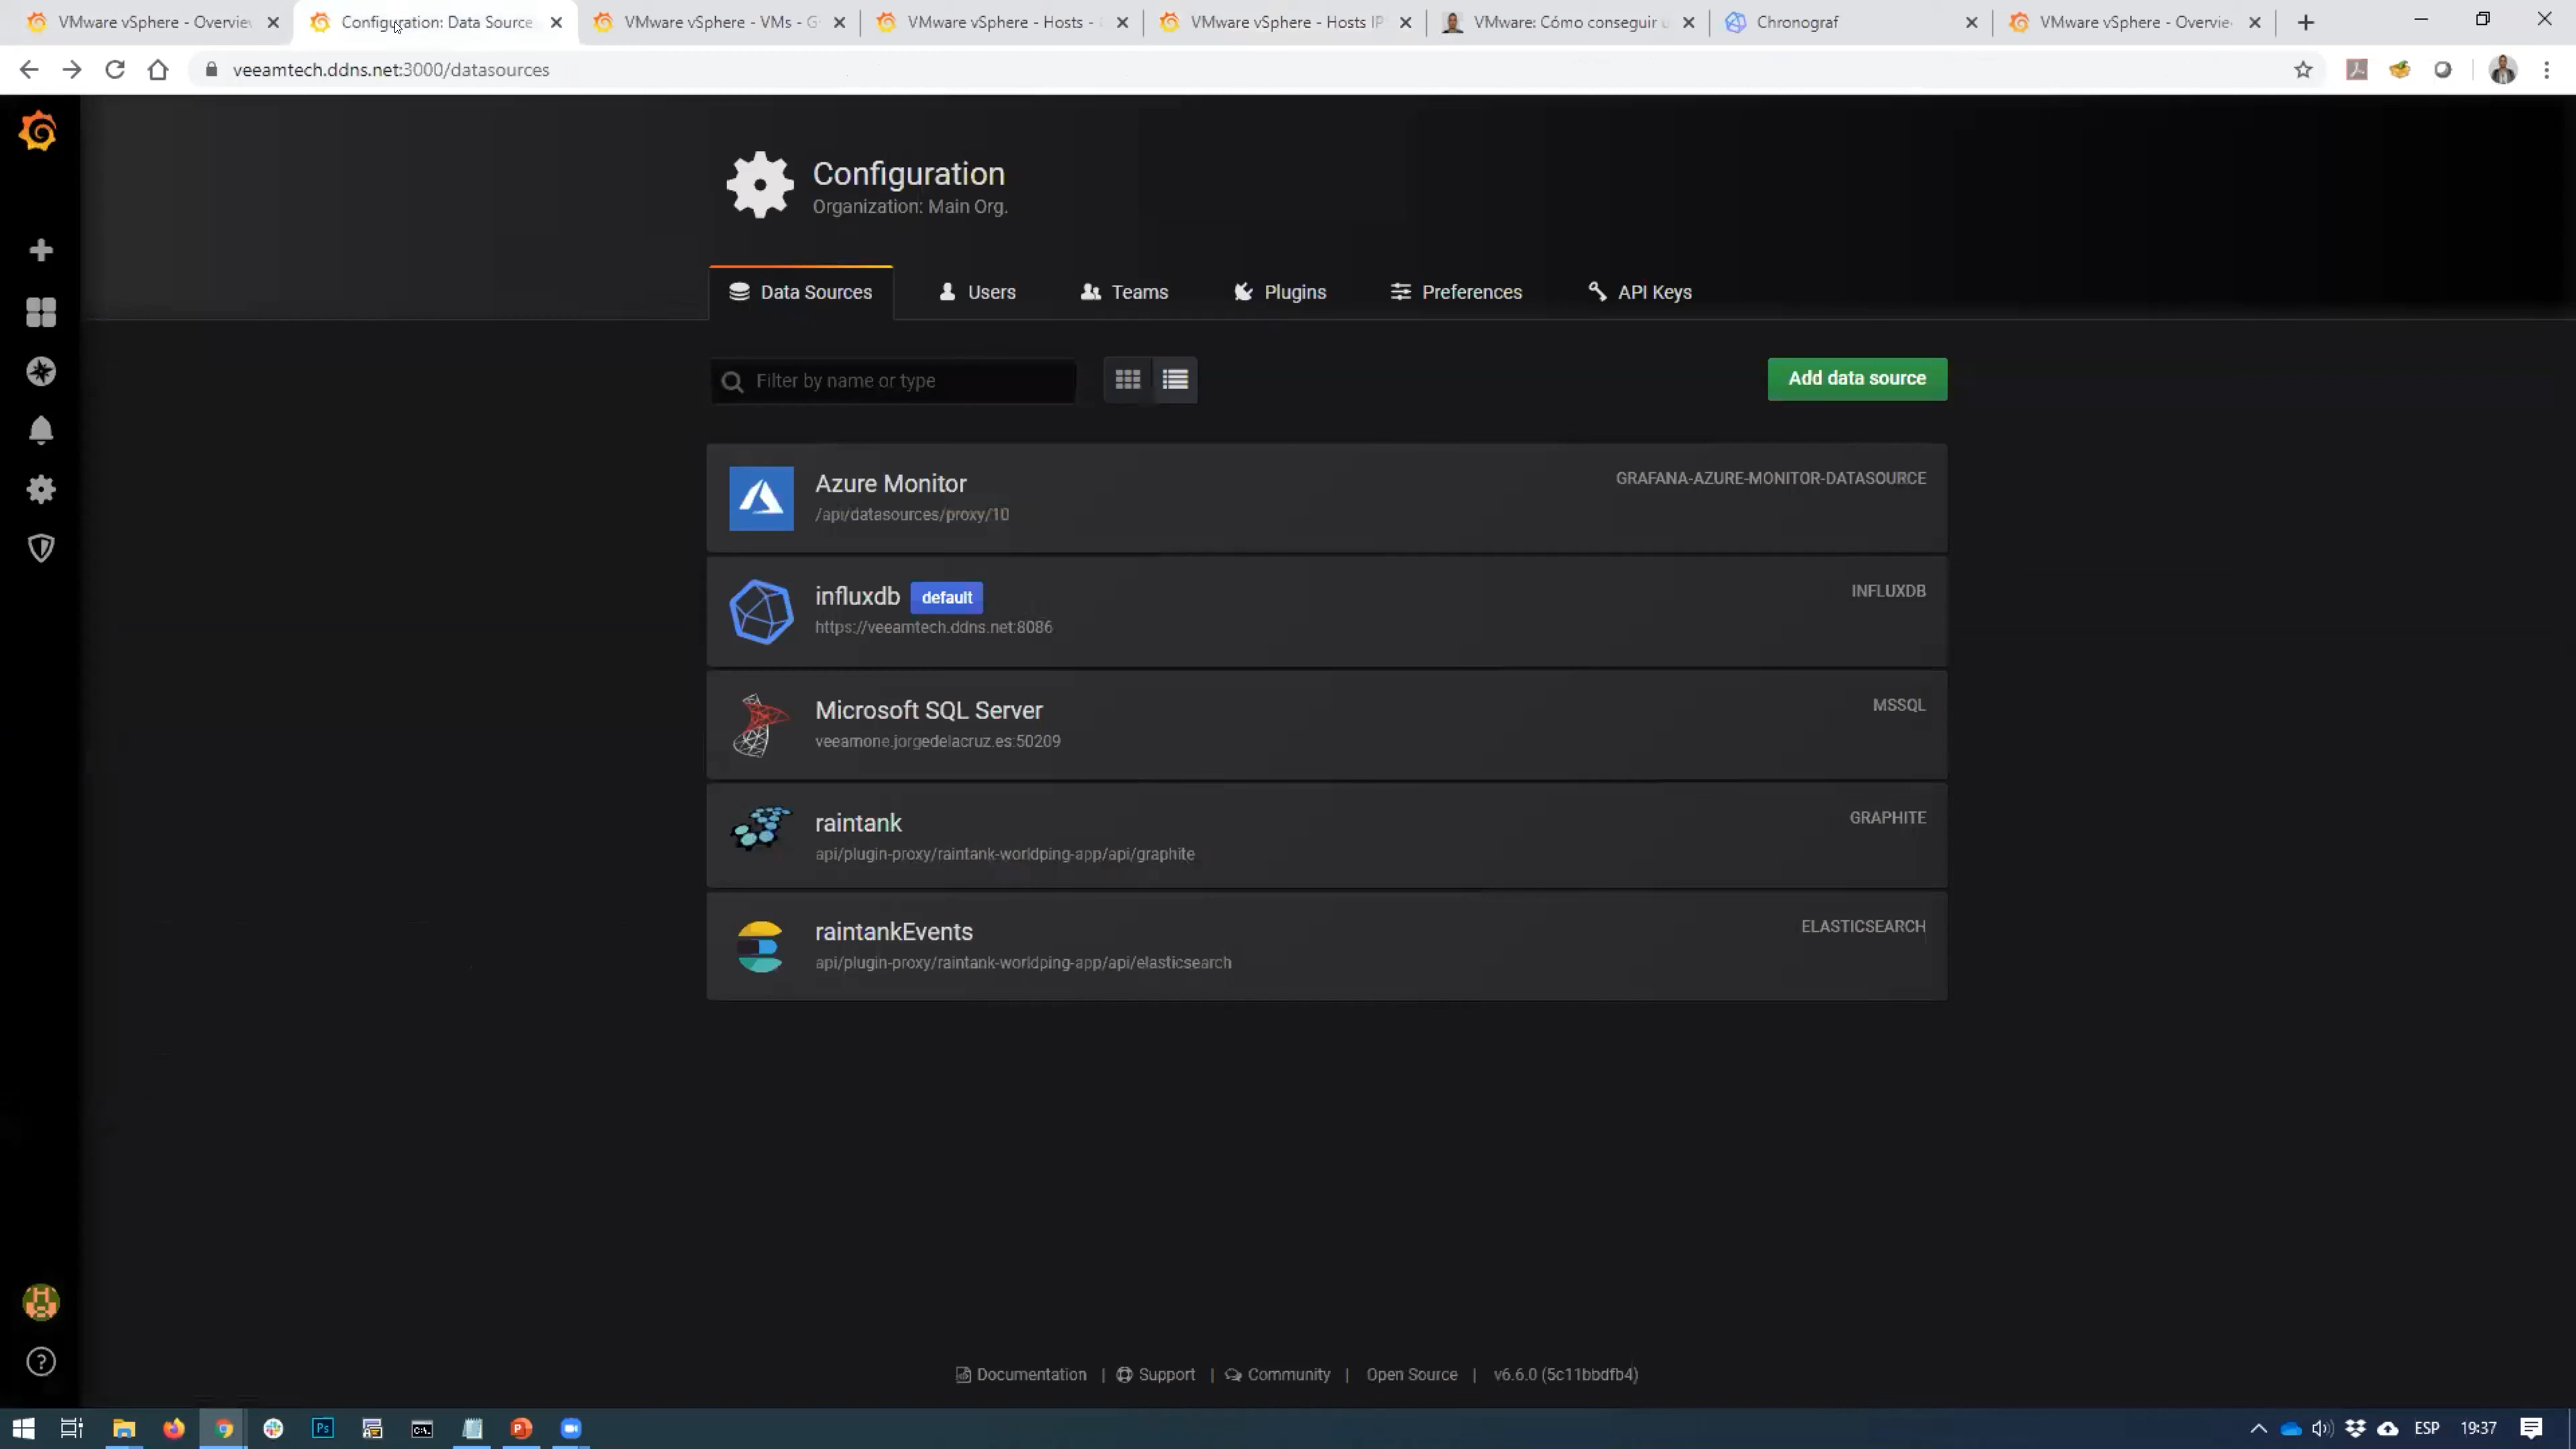 VMware vSphere - Overvie
Configuration: Data Source
VMware vSphere - VMs - G
VMware vSphere - Hosts -
VMware vSphere - Hosts IP
VMware: Cómo conseguir
Chronograf
VMware vSphere - Overvie
veeamtech.ddns.net:3000/datasources
Configuration
Organization: Main Org.
Data Sources
Users
Teams
Plugins
Preferences
API Keys
Filter by name or type
Add data source
Azure Monitor
GRAFANA-AZURE-MONITOR-DATASOURCE
/api/datasources/proxy/10
influxdb default
INFLUXDB
https://veeamtech.ddns.net:8086
Microsoft SQL Server
MSSQL
veeamone.jorgedelacruz.es:50209
raintank
GRAPHITE
api/plugin-proxy/raintank-worldping-app/api/graphite
raintankEvents
ELASTICSEARCH
api/plugin-proxy/raintank-worldping-app/api/elasticsearch
Documentation | Support | Community | Open Source | v6.6.0 (5c11bbdfb4)
Ps
ESP
19:37